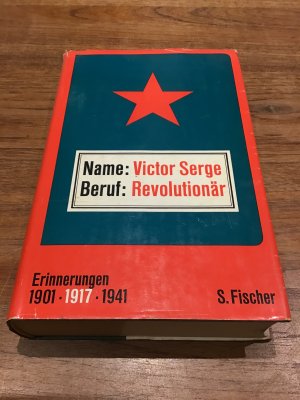 Name: Victor Serge
Beruf: Revolutionär
Erinnerungen
1901 · 1917 · 1941
S. Fischer